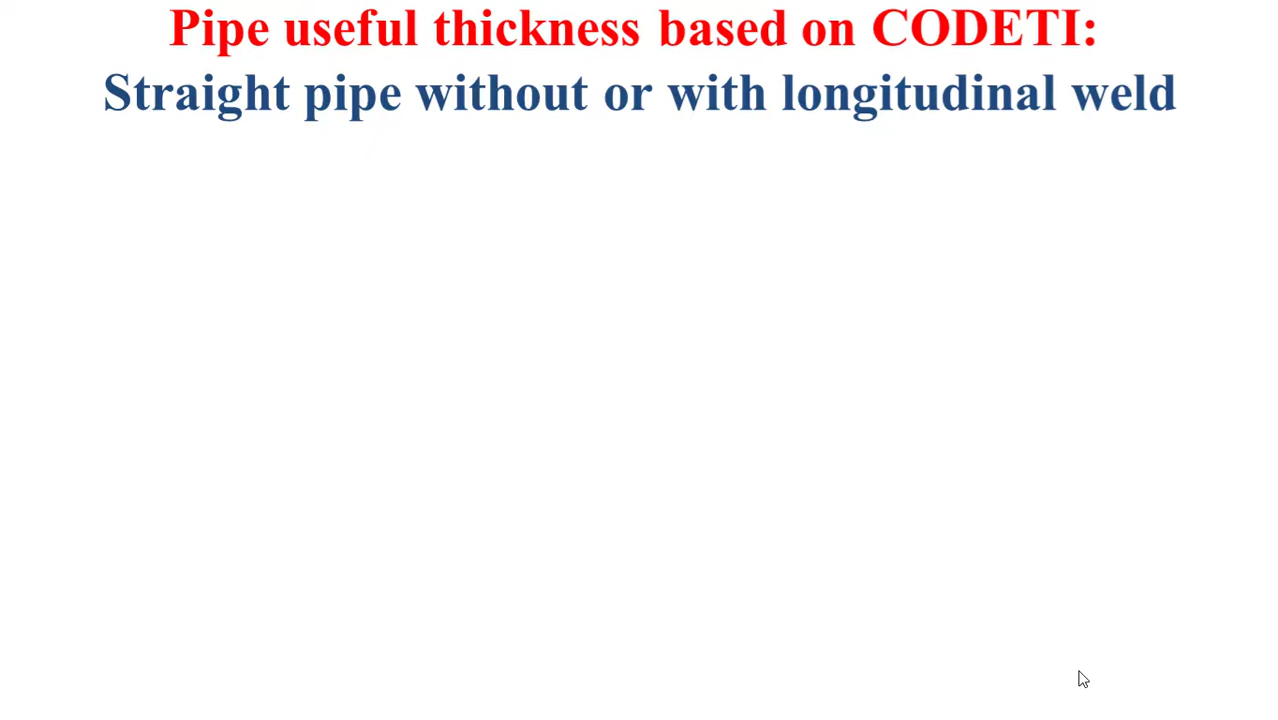 Pipe useful thickness based on CODETI:
Straight pipe without or with longitudinal weld